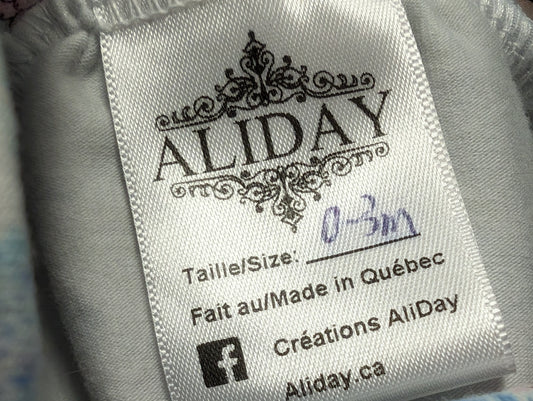 ALIDAY
Taille/Size: 0-3m
Fait au/Made in Québec
Créations AliDay
Aliday.ca